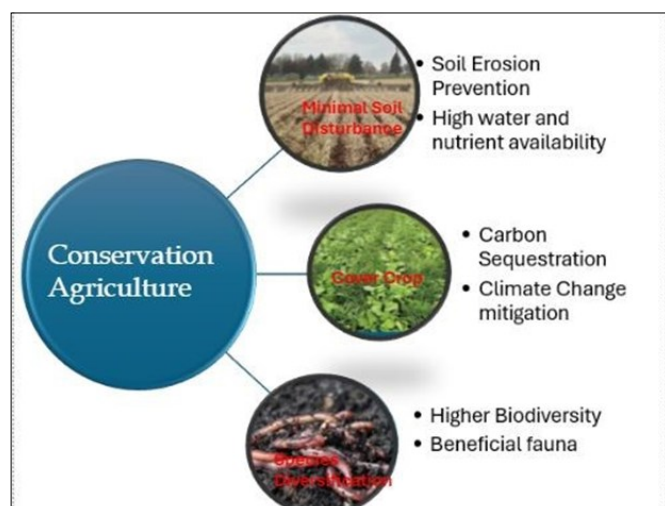 Conservation
Agriculture
Minimal Soil
Disturbance
• Soil Erosion
Prevention
• High water and
nutrient availability
Cover Crop
• Carbon
Sequestration
• Climate Change
mitigation
Species
Diversification
• Higher Biodiversity
• Beneficial fauna